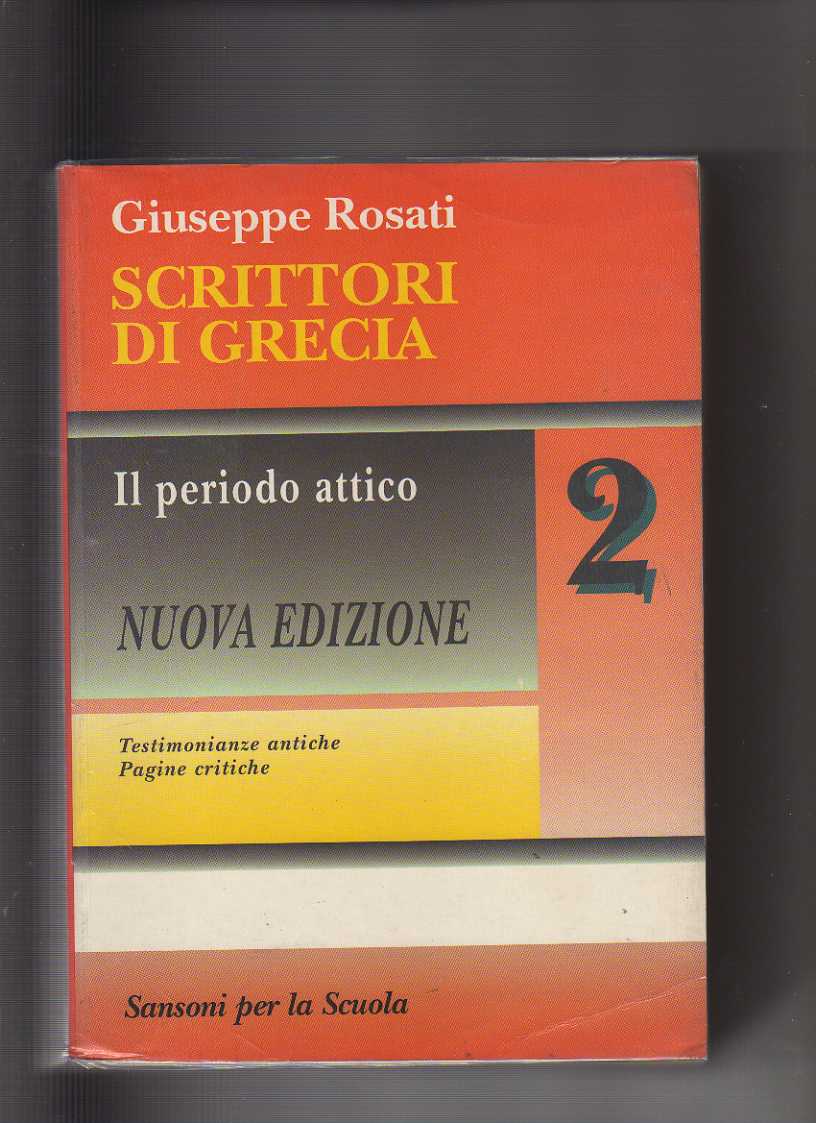 Giuseppe Rosati
SCRITTORI
DI GRECIA
Il periodo attico
2
NUOVA EDIZIONE
Testimonianze antiche
Pagine critiche
Sansoni per la Scuola